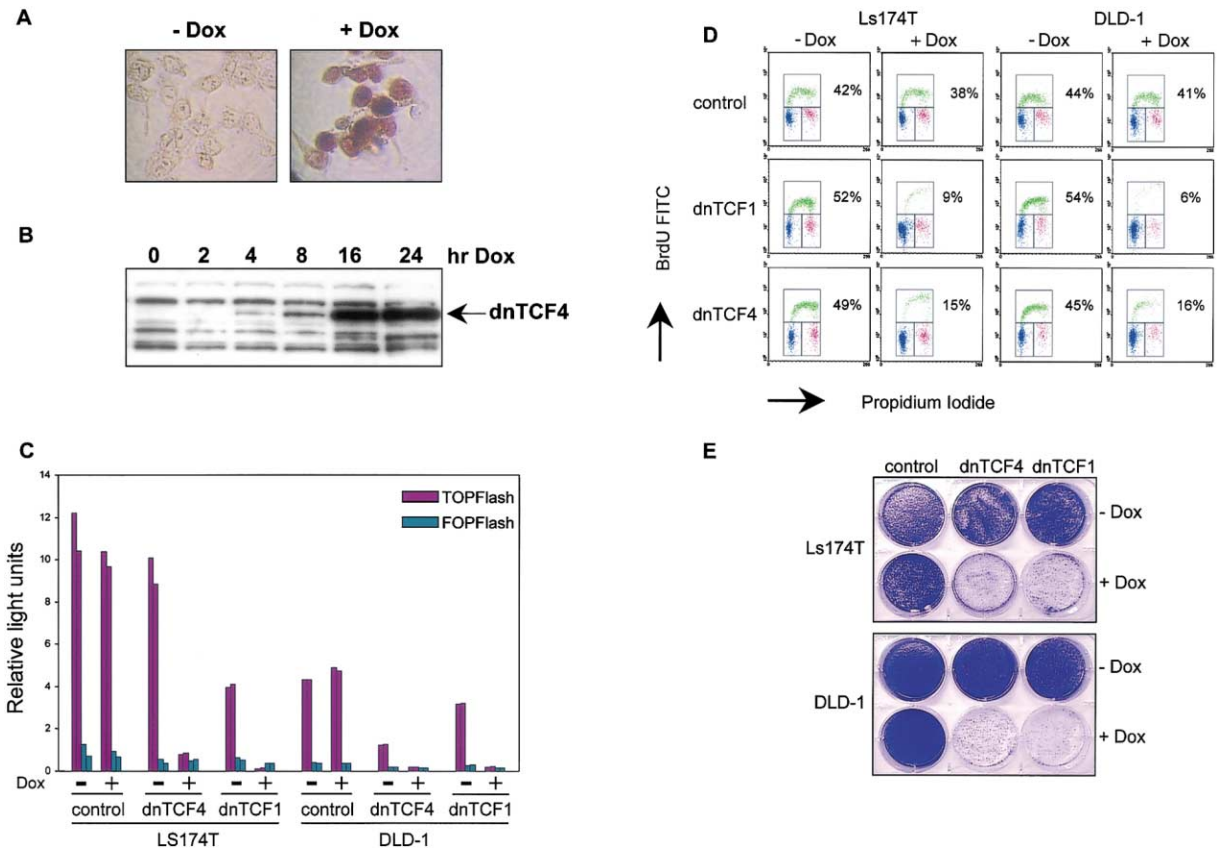 A
- Dox + Dox
B
0 2 4 8 16 24 hr Dox
dnTCF4
C
14
12
10
8
6
4
2
0
Relative light units
TOPFlash
FOPFlash
Dox - + - + - + - + - + - +
control dnTCF4 dnTCF1 control dnTCF4 dnTCF1
LS174T DLD-1
D
Ls174T DLD-1
- Dox + Dox - Dox + Dox
control 42% 38% 44% 41%
dnTCF1 52% 9% 54% 6%
dnTCF4 49% 15% 45% 16%
BrdU FITC
Propidium Iodide
E
control dnTCF4 dnTCF1
Ls174T
- Dox
+ Dox
DLD-1
- Dox
+ Dox